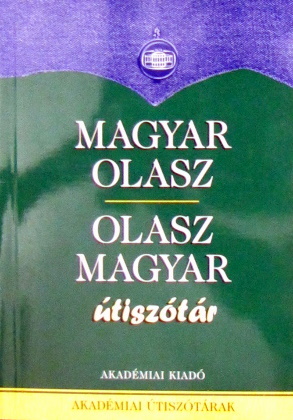 MAGYAR
OLASZ
OLASZ
MAGYAR
útiszótár
AKADÉMIAI KIADÓ
AKADÉMIAI ÚTISZÓTÁRAK